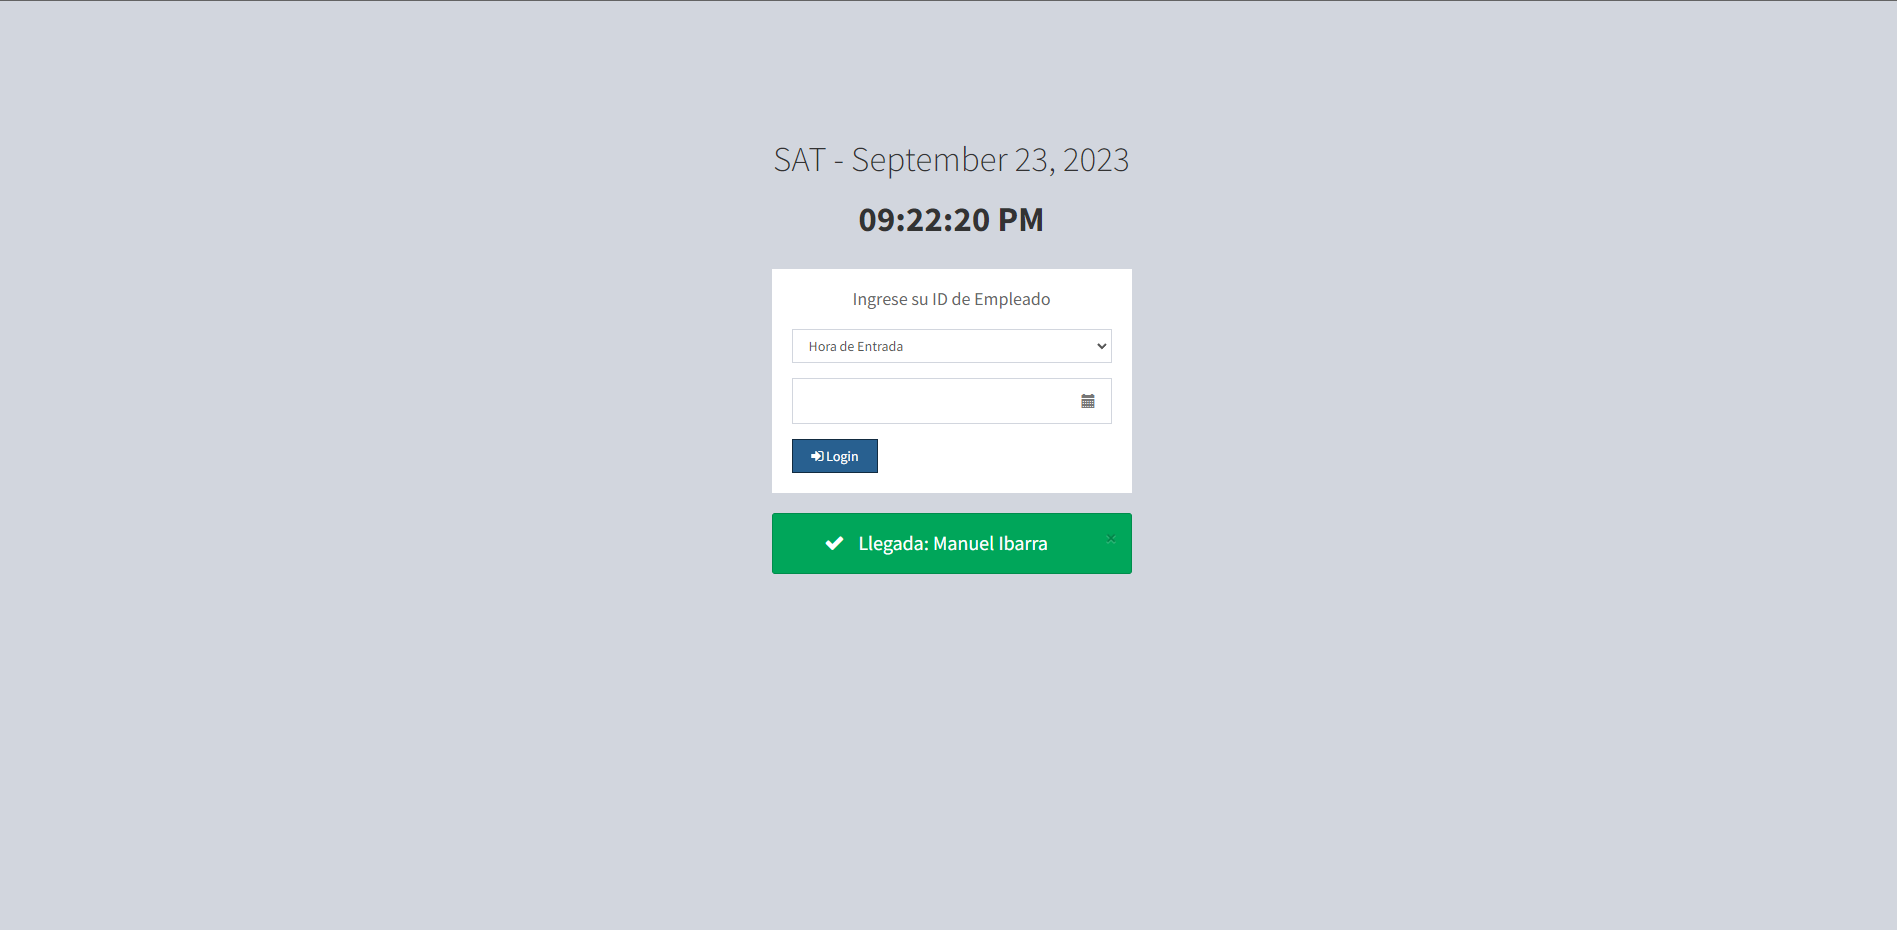 SAT - September 23, 2023
09:22:20 PM
Ingrese su ID de Empleado
Hora de Entrada
Login
Llegada: Manuel Ibarra
×